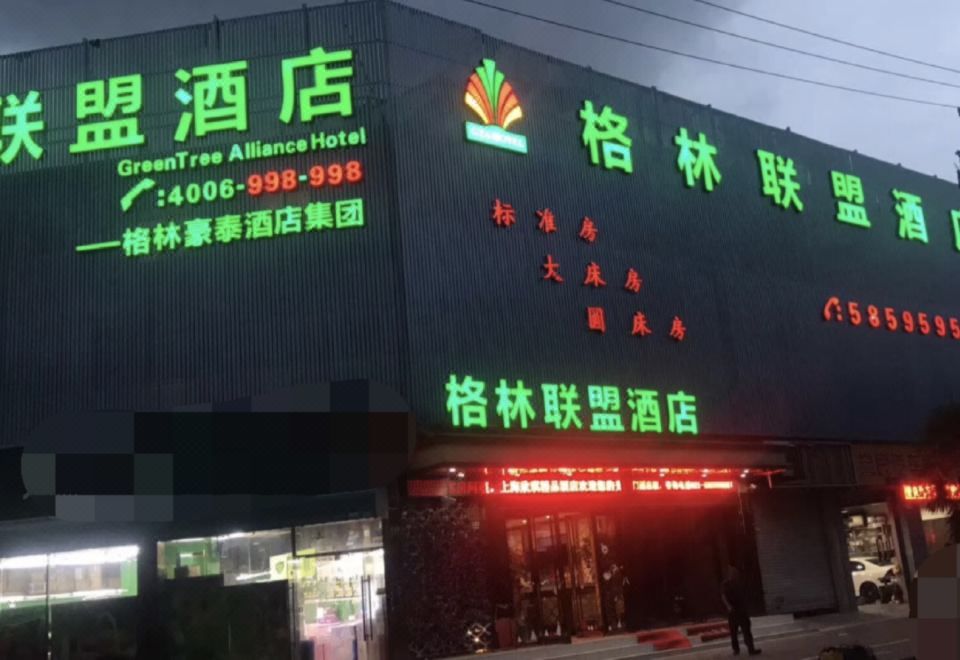 联盟酒店
GreenTree Alliance Hotel
:4006-998-998
——格林豪泰酒店集团
格林联盟酒
标准房
大床房
圆床房
:5859595
格林联盟酒店